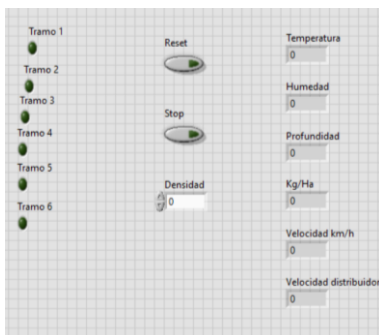 Tramo 1
Tramo 2
Tramo 3
Tramo 4
Tramo 5
Tramo 6
Reset
Stop
Densidad
0
Temperatura
0
Humedad
0
Profundidad
0
Kg/Ha
0
Velocidad km/h
0
Velocidad distribuidor
0